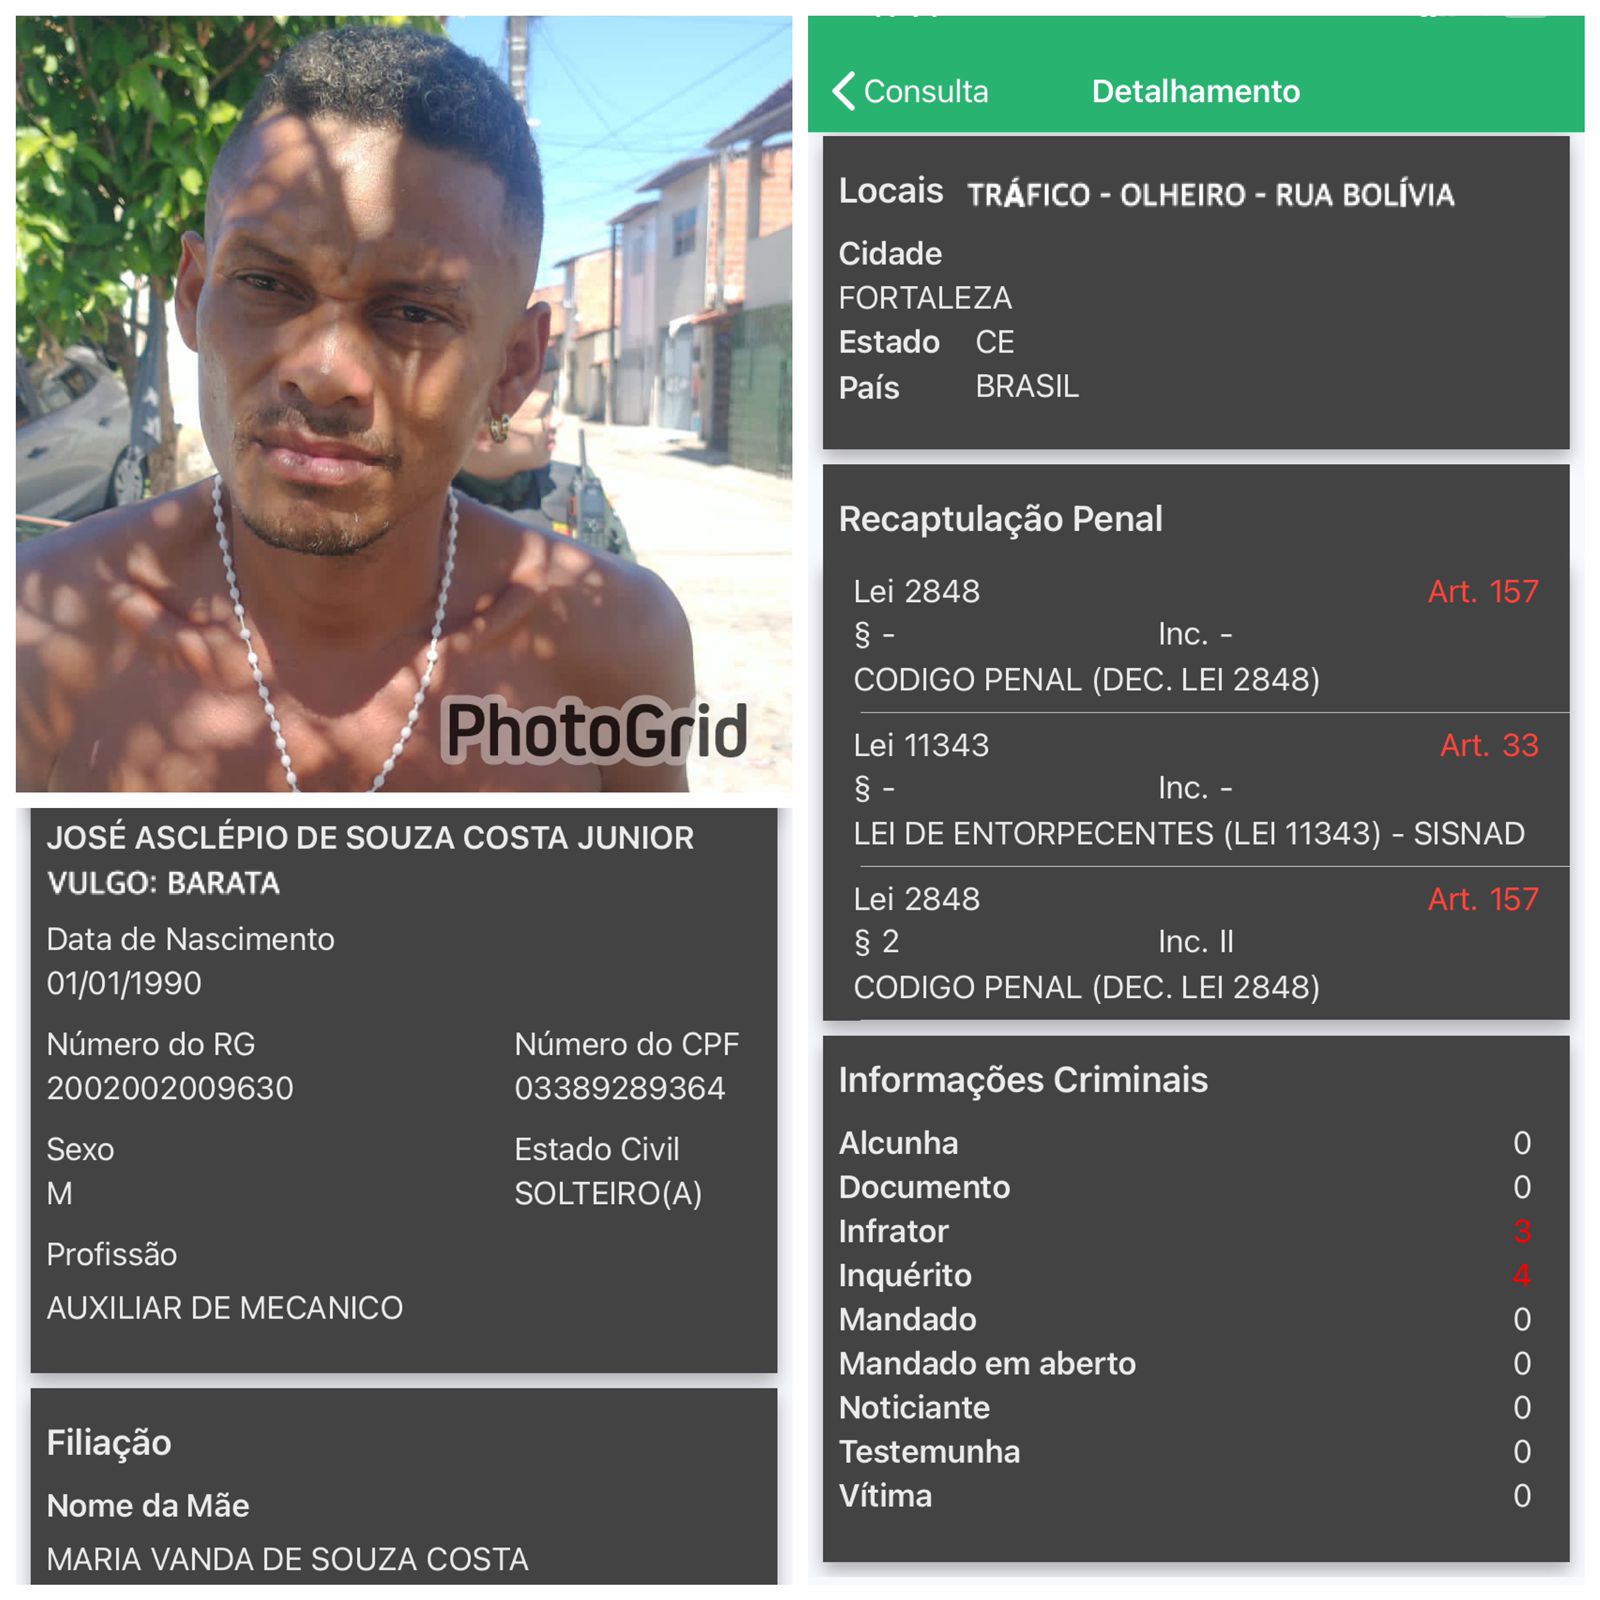 PhotoGrid
JOSÉ ASCLÉPIO DE SOUZA COSTA JUNIOR
VULGO: BARATA
Data de Nascimento
01/01/1990
Número do RG Número do CPF
2002002009630 03389289364
Sexo Estado Civil
M SOLTEIRO(A)
Profissão
AUXILIAR DE MECANICO
Filiação
Nome da Mãe
MARIA VANDA DE SOUZA COSTA
Consulta Detalhamento
Locais TRÁFICO - OLHEIRO - RUA BOLÍVIA
Cidade
FORTALEZA
Estado CE
País BRASIL
Recaptulação Penal
Lei 2848 Art. 157
§ - Inc. -
CODIGO PENAL (DEC. LEI 2848)
Lei 11343 Art. 33
§ - Inc. -
LEI DE ENTORPECENTES (LEI 11343) - SISNAD
Lei 2848 Art. 157
§ 2 Inc. II
CODIGO PENAL (DEC. LEI 2848)
Informações Criminais
Alcunha 0
Documento 0
Infrator 3
Inquérito 4
Mandado 0
Mandado em aberto 0
Noticiante 0
Testemunha 0
Vítima 0